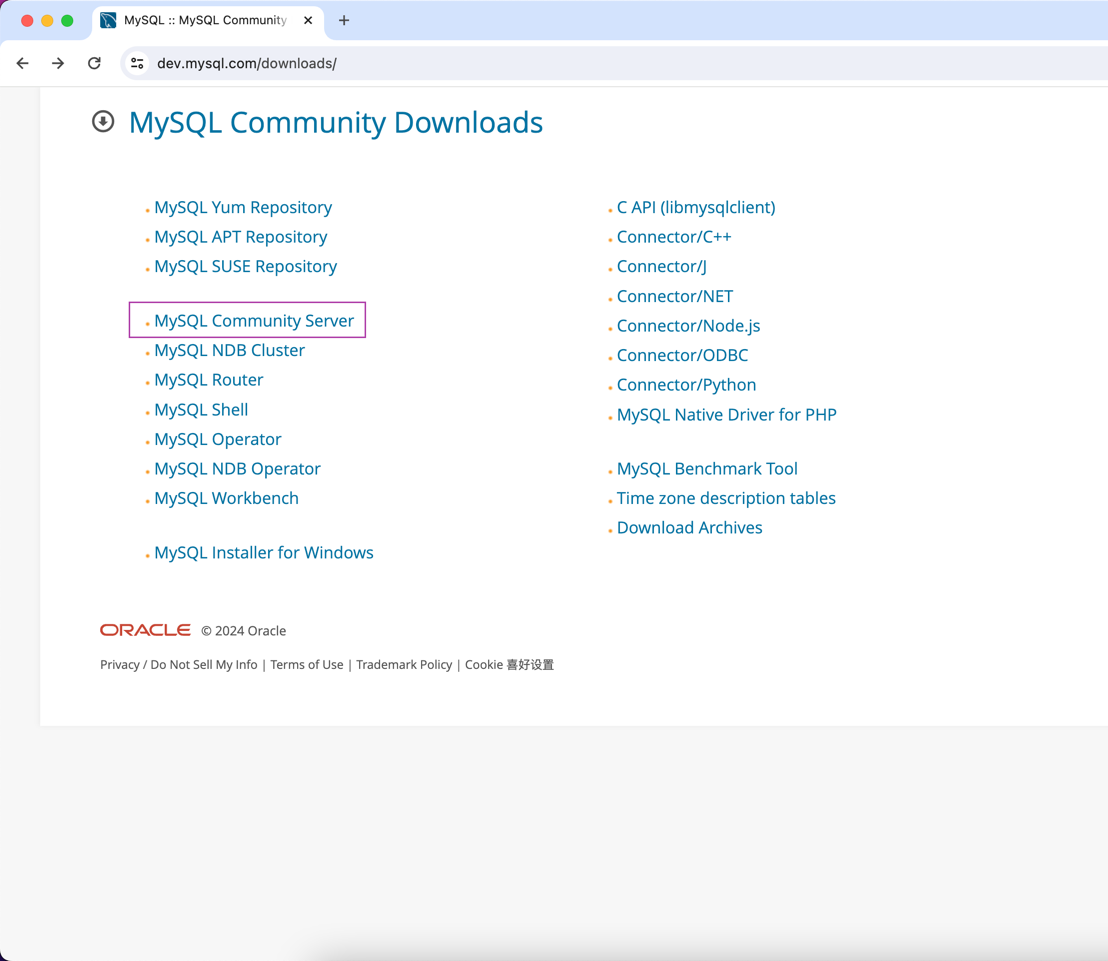 MySQL :: MySQL Community
dev.mysql.com/downloads/
MySQL Community Downloads
MySQL Yum Repository
MySQL APT Repository
MySQL SUSE Repository
MySQL Community Server
MySQL NDB Cluster
MySQL Router
MySQL Shell
MySQL Operator
MySQL NDB Operator
MySQL Workbench
MySQL Installer for Windows
C API (libmysqlclient)
Connector/C++
Connector/J
Connector/NET
Connector/Node.js
Connector/ODBC
Connector/Python
MySQL Native Driver for PHP
MySQL Benchmark Tool
Time zone description tables
Download Archives
ORACLE © 2024 Oracle
Privacy / Do Not Sell My Info | Terms of Use | Trademark Policy | Cookie 喜好设置